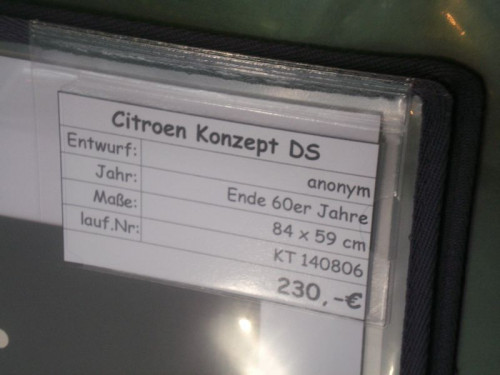 Citroen Konzept DS
Entwurf: anonym
Jahr: Ende 60er Jahre
Maße: 84 x 59 cm
lauf.Nr: KT 140806
230,-€